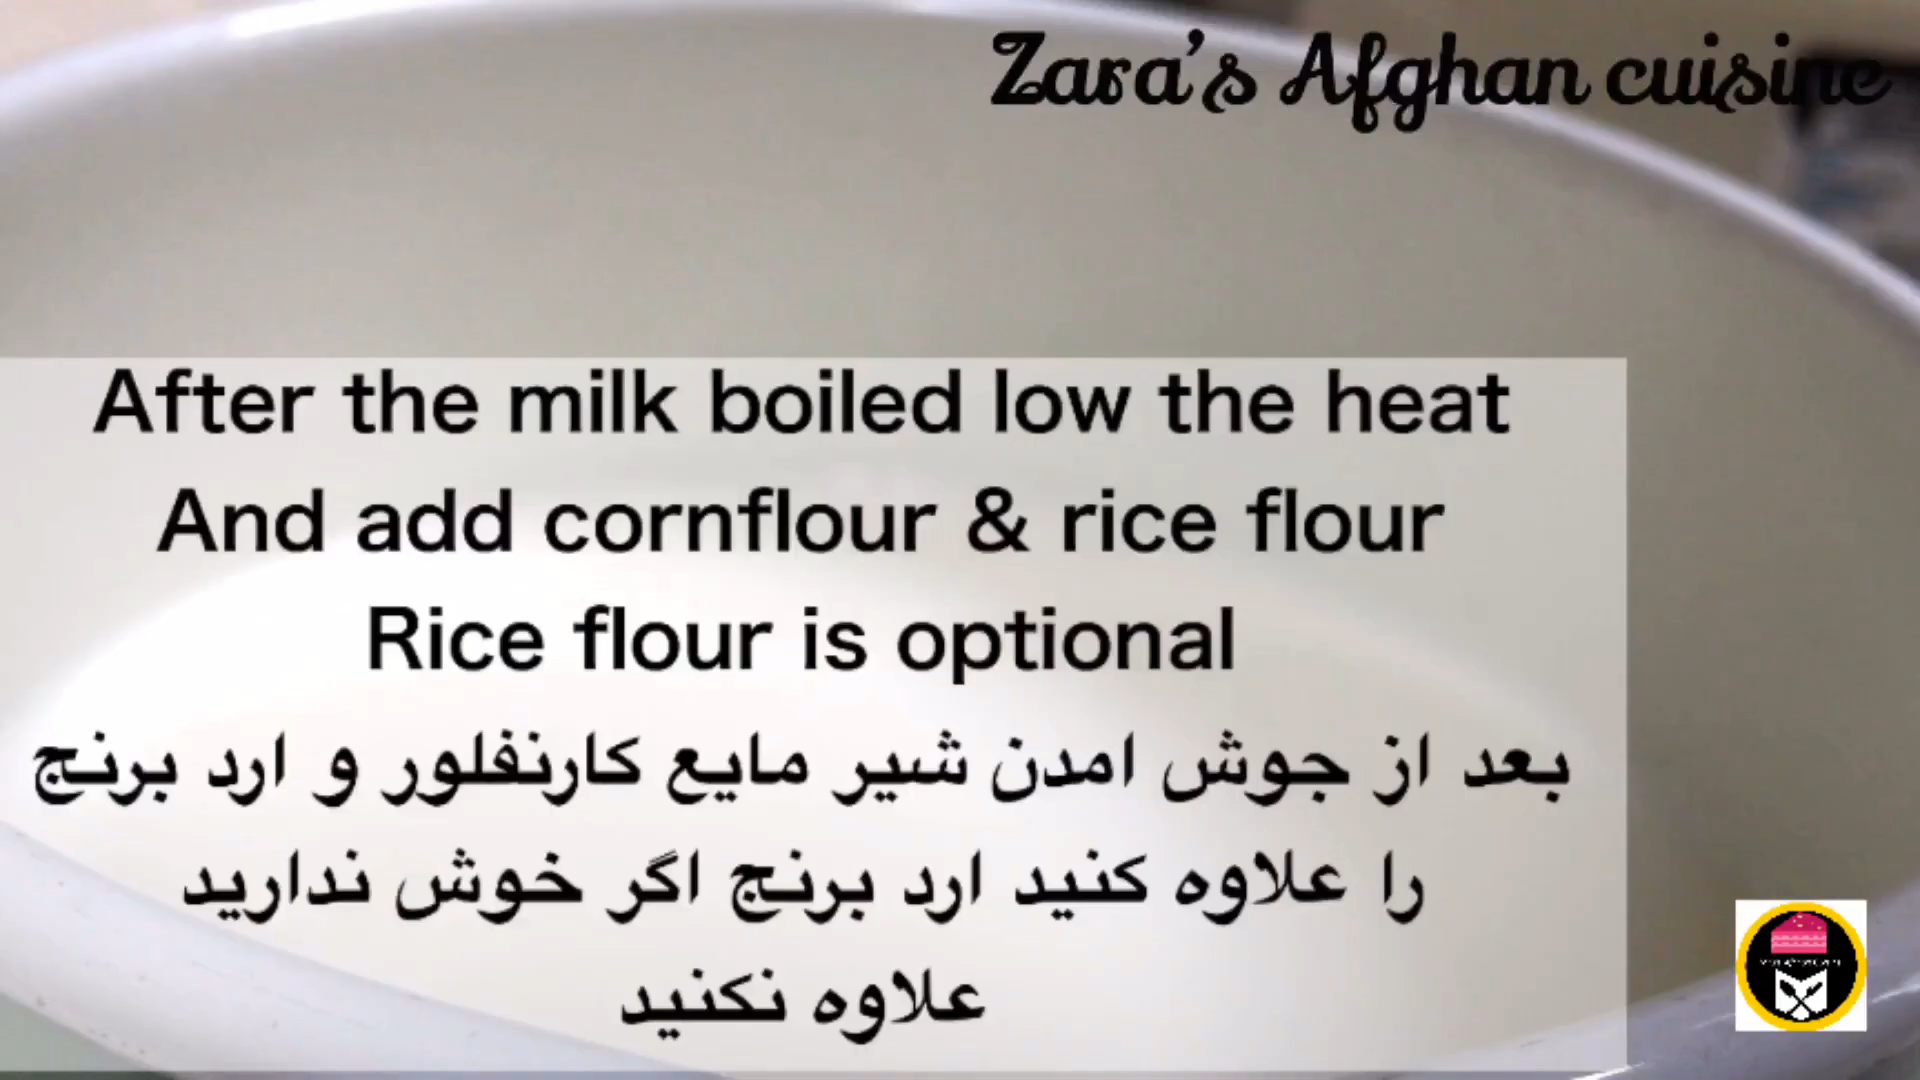 Zara's Afghan cuisine
After the milk boiled low the heat
And add cornflour & rice flour
Rice flour is optional
بعد از جوش امدن شیر مایع کارنفلور و ارد برنج
را علاوه کنید ارد برنج اگر خوش ندارید
علاوه نکنید